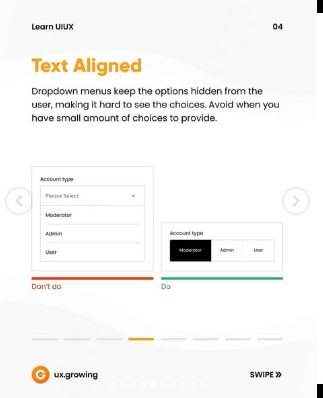 Learn UIUX
04
Text Aligned
Dropdown menus keep the options hidden from the
user, making it hard to see the choices. Avoid when you
have small amount of choices to provide.
Account type
Please Select
Moderator
Admin
User
Account type
Moderator
Admin
User
Don't do
Do
ux.growing
SWIPE »